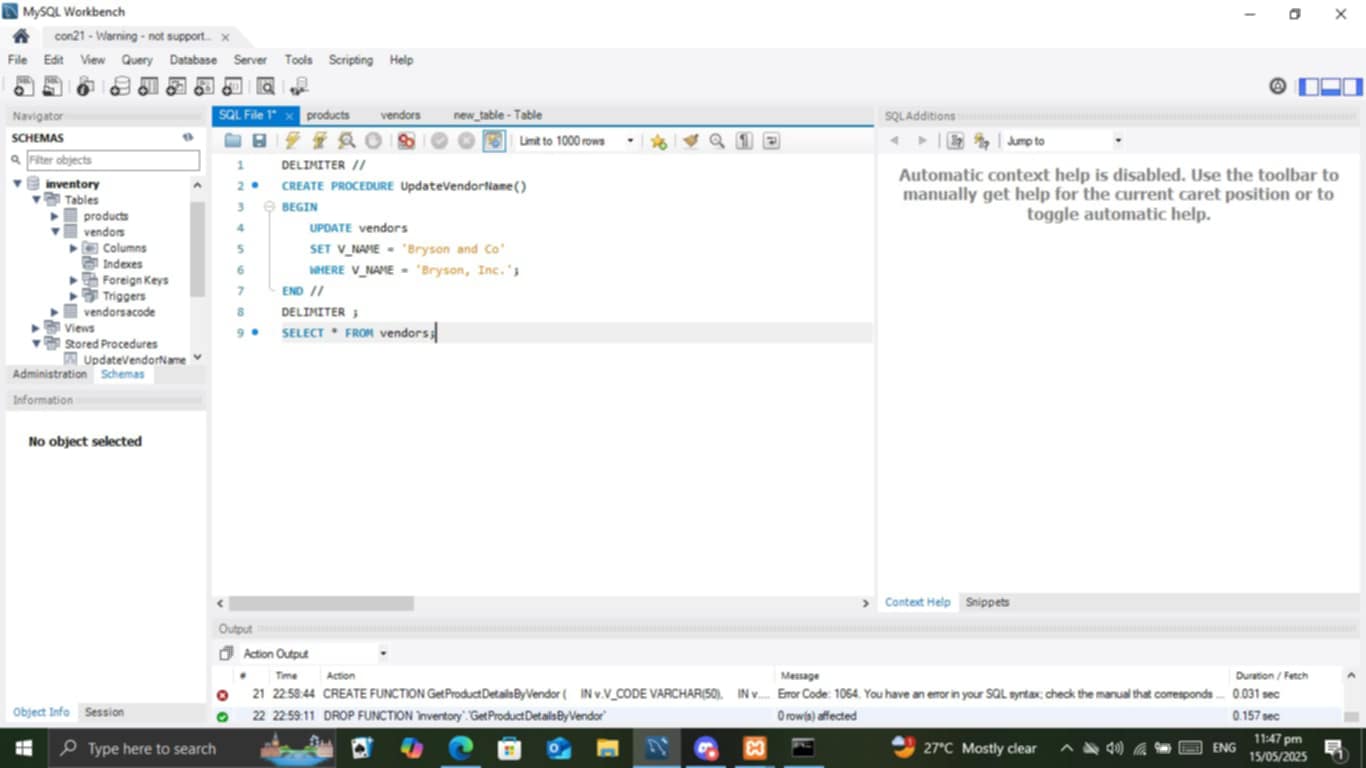 MySQL Workbench
con21 - Warning - not support...
File Edit View Query Database Server Tools Scripting Help
Navigator
SCHEMAS
Filter objects
inventory
Tables
products
vendors
Columns
Indexes
Foreign Keys
Triggers
vendorsacode
Views
Stored Procedures
UpdateVendorName
Administration Schemas
Information
No object selected
Object Info Session
SQL File 1* products vendors new_table - Table
Limit to 1000 rows
1 DELIMITER //
2 CREATE PROCEDURE UpdateVendorName()
3 BEGIN
4 UPDATE vendors
5 SET V_NAME = 'Bryson and Co'
6 WHERE V_NAME = 'Bryson, Inc.';
7 END //
8 DELIMITER ;
9 SELECT * FROM vendors;
SQLAdditions
Jump to
Automatic context help is disabled. Use the toolbar to
manually get help for the current caret position or to
toggle automatic help.
Context Help Snippets
Output
Action Output
# Time Action Message Duration / Fetch
21 22:58:44 CREATE FUNCTION GetProductDetailsByVendor ( IN v.V_CODE VARCHAR(50), IN v.... Error Code: 1064. You have an error in your SQL syntax; check the manual that corresponds ... 0.031 sec
22 22:59:11 DROP FUNCTION `inventory`.`GetProductDetailsByVendor` 0 row(s) affected 0.157 sec
Type here to search
27°C Mostly clear
ENG
11:47 pm
15/05/2025
1